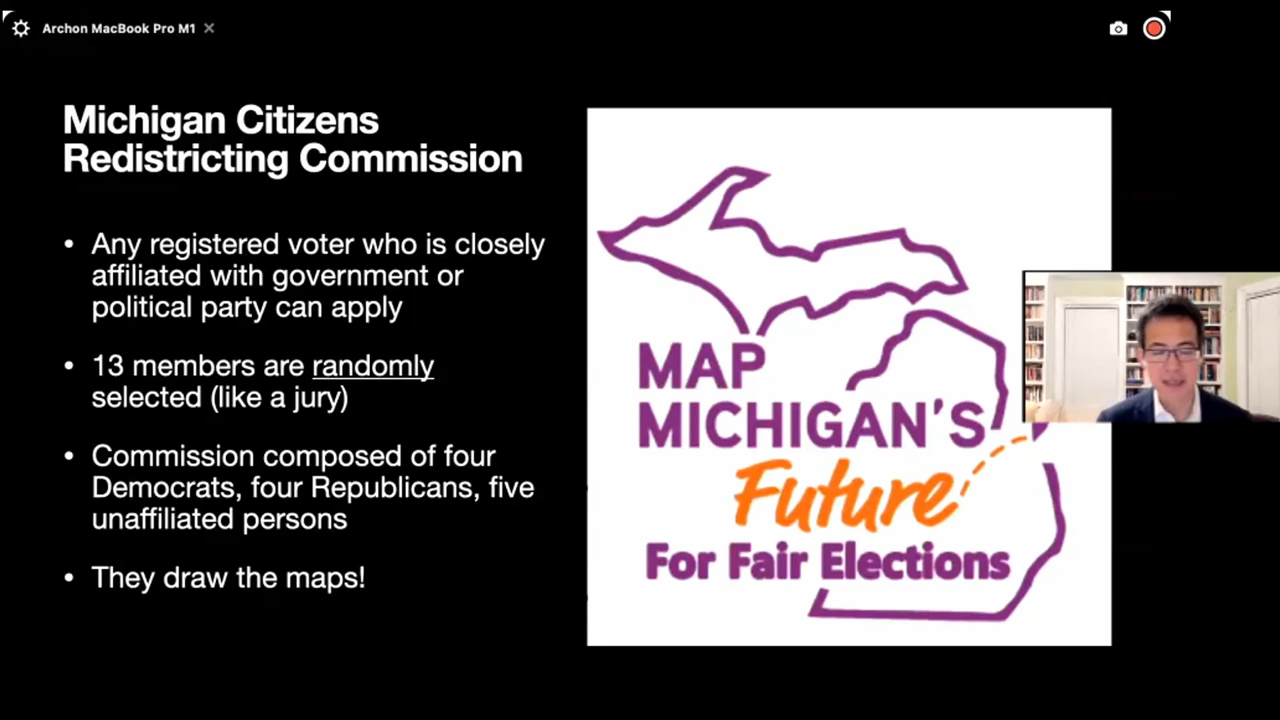 Archon MacBook Pro M1
Michigan Citizens
Redistricting Commission
• Any registered voter who is closely
affiliated with government or
political party can apply
• 13 members are randomly
selected (like a jury)
• Commission composed of four
Democrats, four Republicans, five
unaffiliated persons
• They draw the maps!
MAP
MICHIGAN'S
Future
For Fair Elections